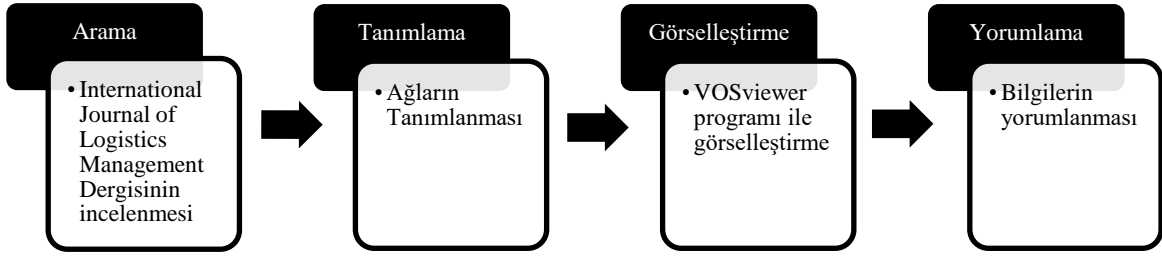 Arama
• International
Journal of
Logistics
Management
Dergisinin
incelenmesi
Tanımlama
• Ağların
Tanımlanması
Görselleştirme
• VOSviewer
programı ile
görselleştirme
Yorumlama
• Bilgilerin
yorumlanması